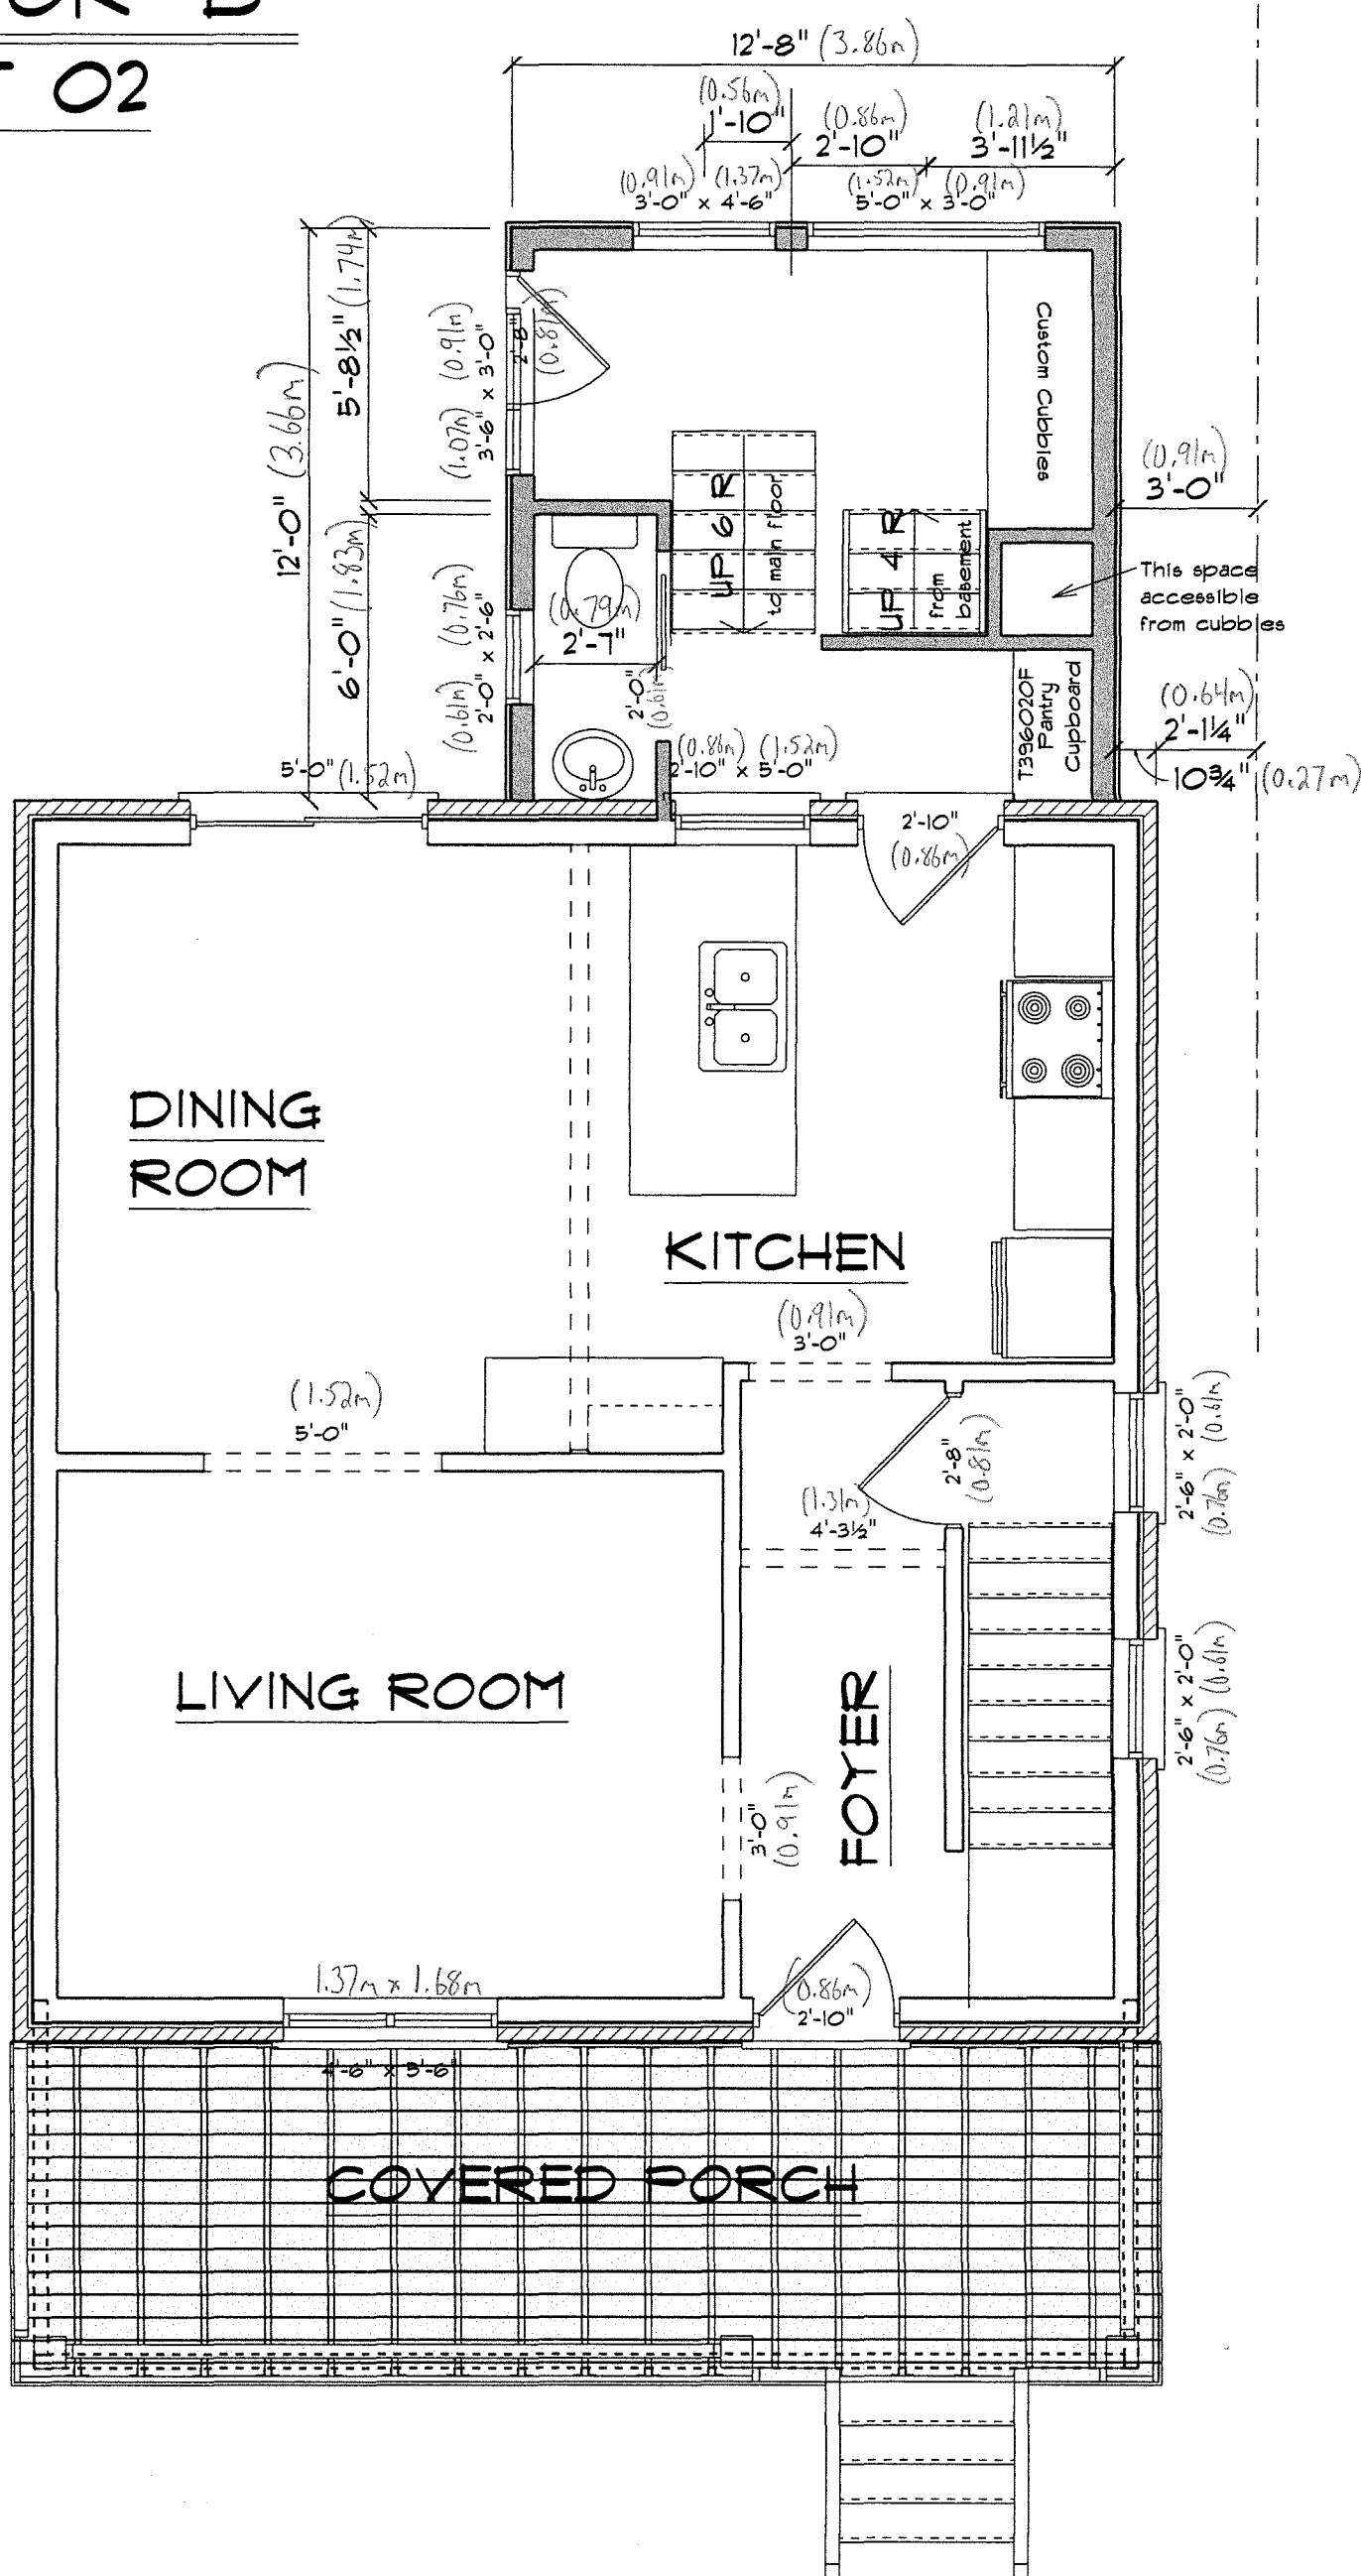 T 02
12'-8" (3.86m)
(0.56m)
1'-10"
(0.86m)
2'-10"
(1.21m)
3'-11½"
(0.91m) (1.37m)
3'-0" x 4'-6"
(1.52m) (0.91m)
5'-0" x 3'-0"
12'-0" (3.66m)
5'-8½" (1.74m)
6'-0" (1.83m)
(1.07m) (0.91m)
3'-6" x 3'-0"
2'-8"
(0.81m)
Custom Cubbies
UP 6 R
to main floor
UP 4 R
from
basement
(0.91m)
3'-0"
This space
accessible
from cubbies
(0.61m) (0.76m)
2'-0" x 2'-6"
(0.79m)
2'-7"
2'-0"
(0.61m)
T396020F
Pantry
Cupboard
(0.64m)
2'-1¼"
10¾" (0.27m)
5'-0" (1.52m)
(0.86m) (1.52m)
2'-10" x 5'-0"
2'-10"
(0.86m)
DINING
ROOM
KITCHEN
(0.91m)
3'-0"
(1.52m)
5'-0"
2'-8"
(0.81m)
(1.31m)
4'-3½"
2'-6" x 2'-0"
(0.76m) (0.61m)
LIVING ROOM
FOYER
2'-6" x 2'-0"
(0.76m) (0.61m)
3'-0"
(0.91m)
1.37m x 1.68m
(0.86m)
2'-10"
4'-6" x 5'-6"
COVERED PORCH